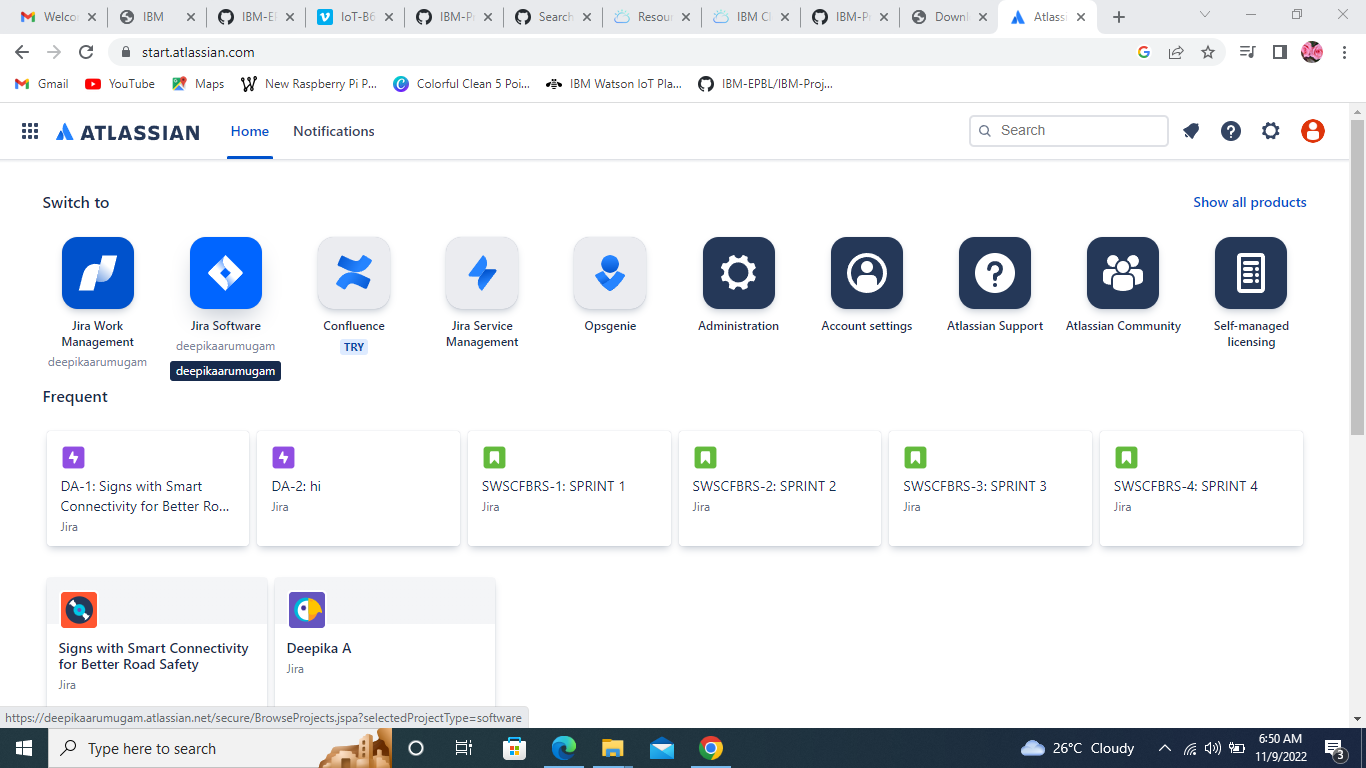 Welcor
IBM
IBM-EI
IoT-B6
IBM-Pr
Search
Resour
IBM Cl
IBM-Pr
Downl
Atlassi
start.atlassian.com
Gmail
YouTube
Maps
New Raspberry Pi P...
Colorful Clean 5 Poi...
IBM Watson IoT Pla...
IBM-EPBL/IBM-Proj...
ATLASSIAN
Home
Notifications
Search
Switch to
Show all products
Jira Work
Management
deepikaarumugam
Jira Software
deepikaarumugam
deepikaarumugam
Confluence
TRY
Jira Service
Management
Opsgenie
Administration
Account settings
Atlassian Support
Atlassian Community
Self-managed
licensing
Frequent
DA-1: Signs with Smart
Connectivity for Better Ro...
Jira
DA-2: hi
Jira
SWSCFBRS-1: SPRINT 1
Jira
SWSCFBRS-2: SPRINT 2
Jira
SWSCFBRS-3: SPRINT 3
Jira
SWSCFBRS-4: SPRINT 4
Jira
Signs with Smart Connectivity
for Better Road Safety
Jira
Deepika A
Jira
https://deepikaarumugam.atlassian.net/secure/BrowseProjects.jspa?selectedProjectType=software
Type here to search
26°C Cloudy
6:50 AM
11/9/2022
3